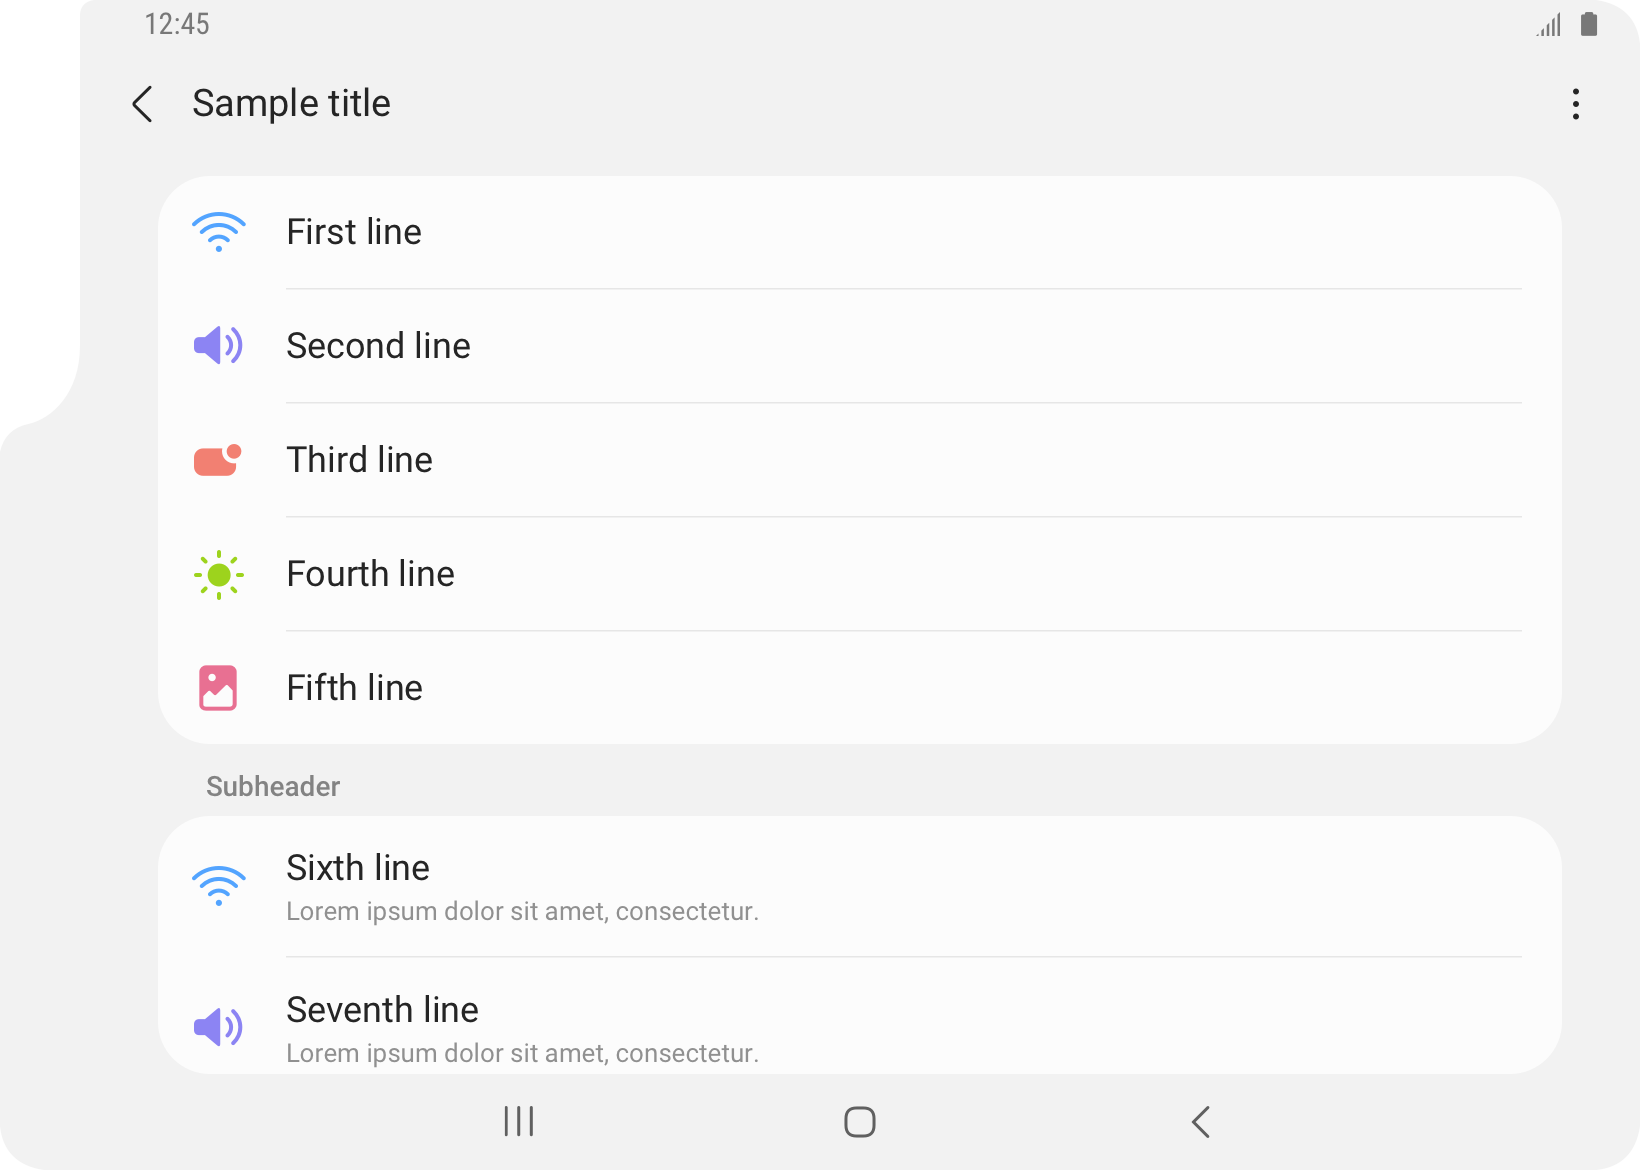 12:45
Sample title
First line
Second line
Third line
Fourth line
Fifth line
Subheader
Sixth line
Lorem ipsum dolor sit amet, consectetur.
Seventh line
Lorem ipsum dolor sit amet, consectetur.